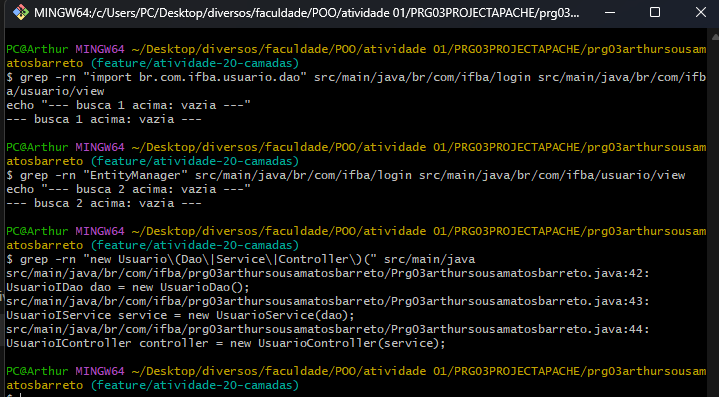 MINGW64:/c/Users/PC/Desktop/diversos/faculdade/POO/atividade 01/PRG03PROJECTAPACHE/prg03...
PC@Arthur MINGW64 ~/Desktop/diversos/faculdade/POO/atividade 01/PRG03PROJECTAPACHE/prg03arthursousam
atosbarreto (feature/atividade-20-camadas)
$ grep -rn "import br.com.ifba.usuario.dao" src/main/java/br/com/ifba/login src/main/java/br/com/ifb
a/usuario/view
echo "--- busca 1 acima: vazia ---"
--- busca 1 acima: vazia ---
PC@Arthur MINGW64 ~/Desktop/diversos/faculdade/POO/atividade 01/PRG03PROJECTAPACHE/prg03arthursousam
atosbarreto (feature/atividade-20-camadas)
$ grep -rn "EntityManager" src/main/java/br/com/ifba/login src/main/java/br/com/ifba/usuario/view
echo "--- busca 2 acima: vazia ---"
--- busca 2 acima: vazia ---
PC@Arthur MINGW64 ~/Desktop/diversos/faculdade/POO/atividade 01/PRG03PROJECTAPACHE/prg03arthursousam
atosbarreto (feature/atividade-20-camadas)
$ grep -rn "new Usuario\(Dao\|Service\|Controller\)(" src/main/java
src/main/java/br/com/ifba/prg03arthursousamatosbarreto/Prg03arthursousamatosbarreto.java:42:
UsuarioIDao dao = new UsuarioDao();
src/main/java/br/com/ifba/prg03arthursousamatosbarreto/Prg03arthursousamatosbarreto.java:43:
UsuarioIService service = new UsuarioService(dao);
src/main/java/br/com/ifba/prg03arthursousamatosbarreto/Prg03arthursousamatosbarreto.java:44:
UsuarioIController controller = new UsuarioController(service);
PC@Arthur MINGW64 ~/Desktop/diversos/faculdade/POO/atividade 01/PRG03PROJECTAPACHE/prg03arthursousam
atosbarreto (feature/atividade-20-camadas)
$